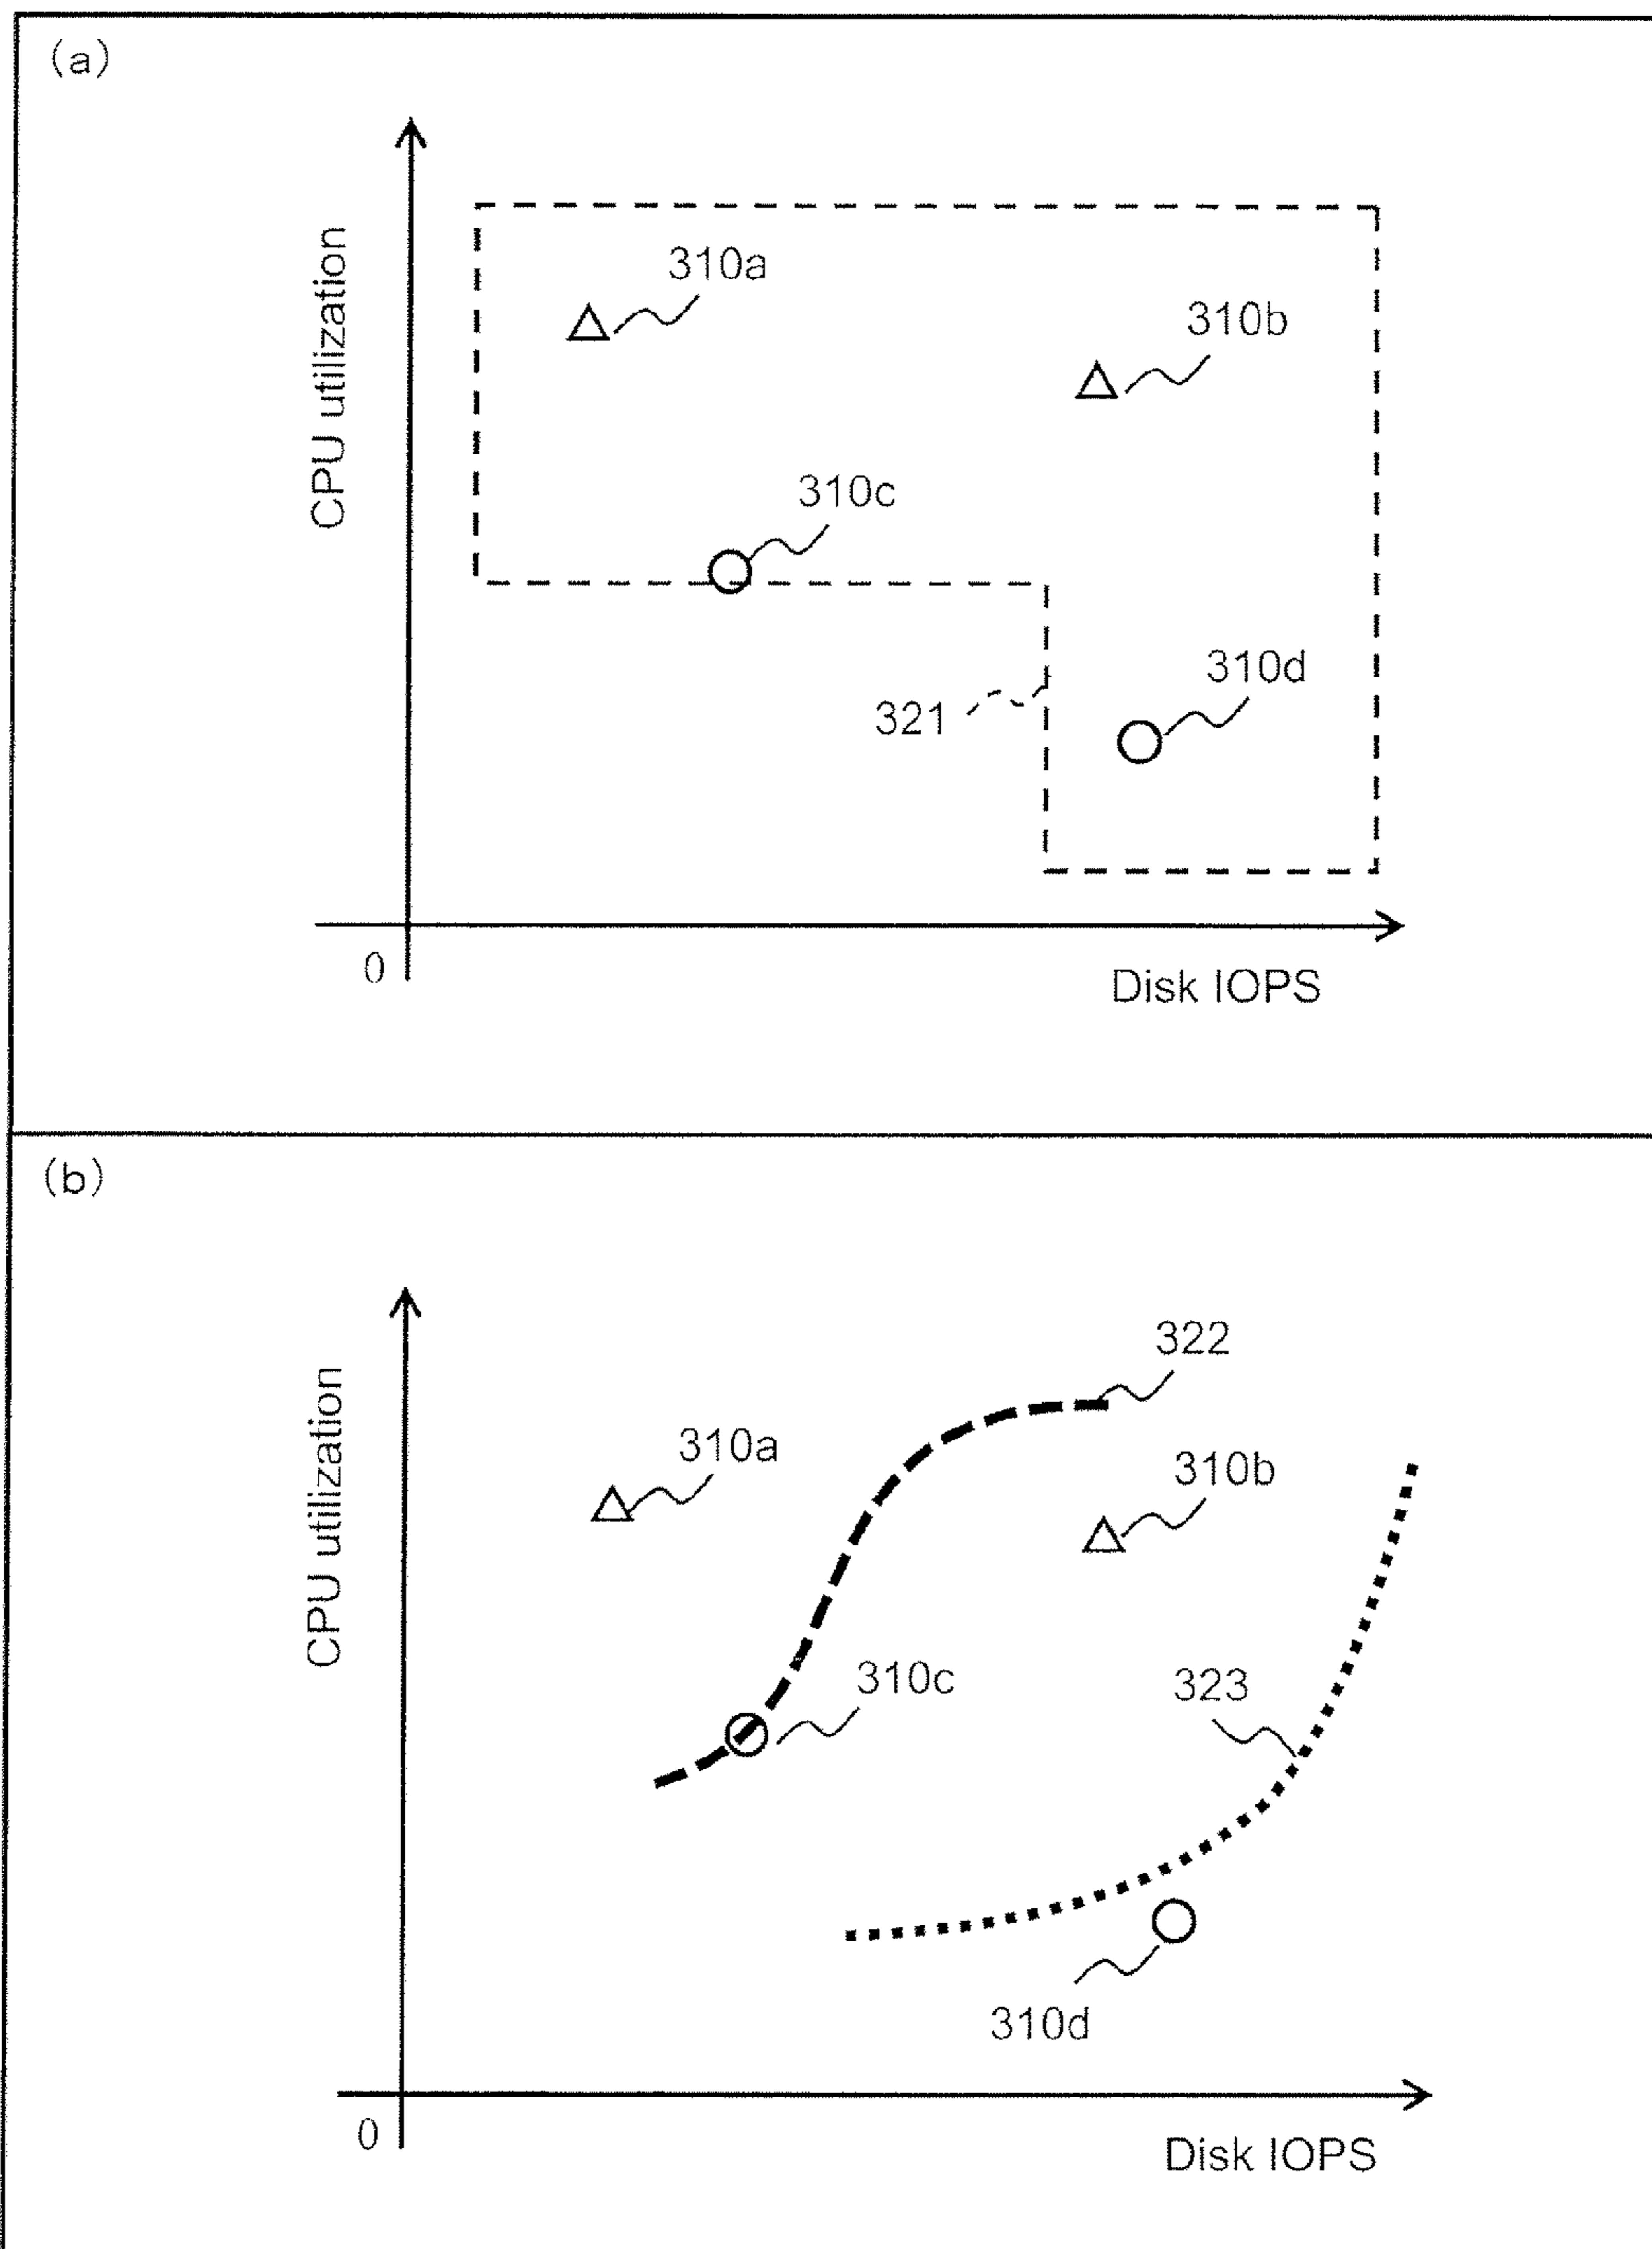 (a)
CPU utilization
310a
310b
310c
310d
321
0
Disk IOPS
(b)
CPU utilization
322
310a
310b
310c
323
310d
0
Disk IOPS